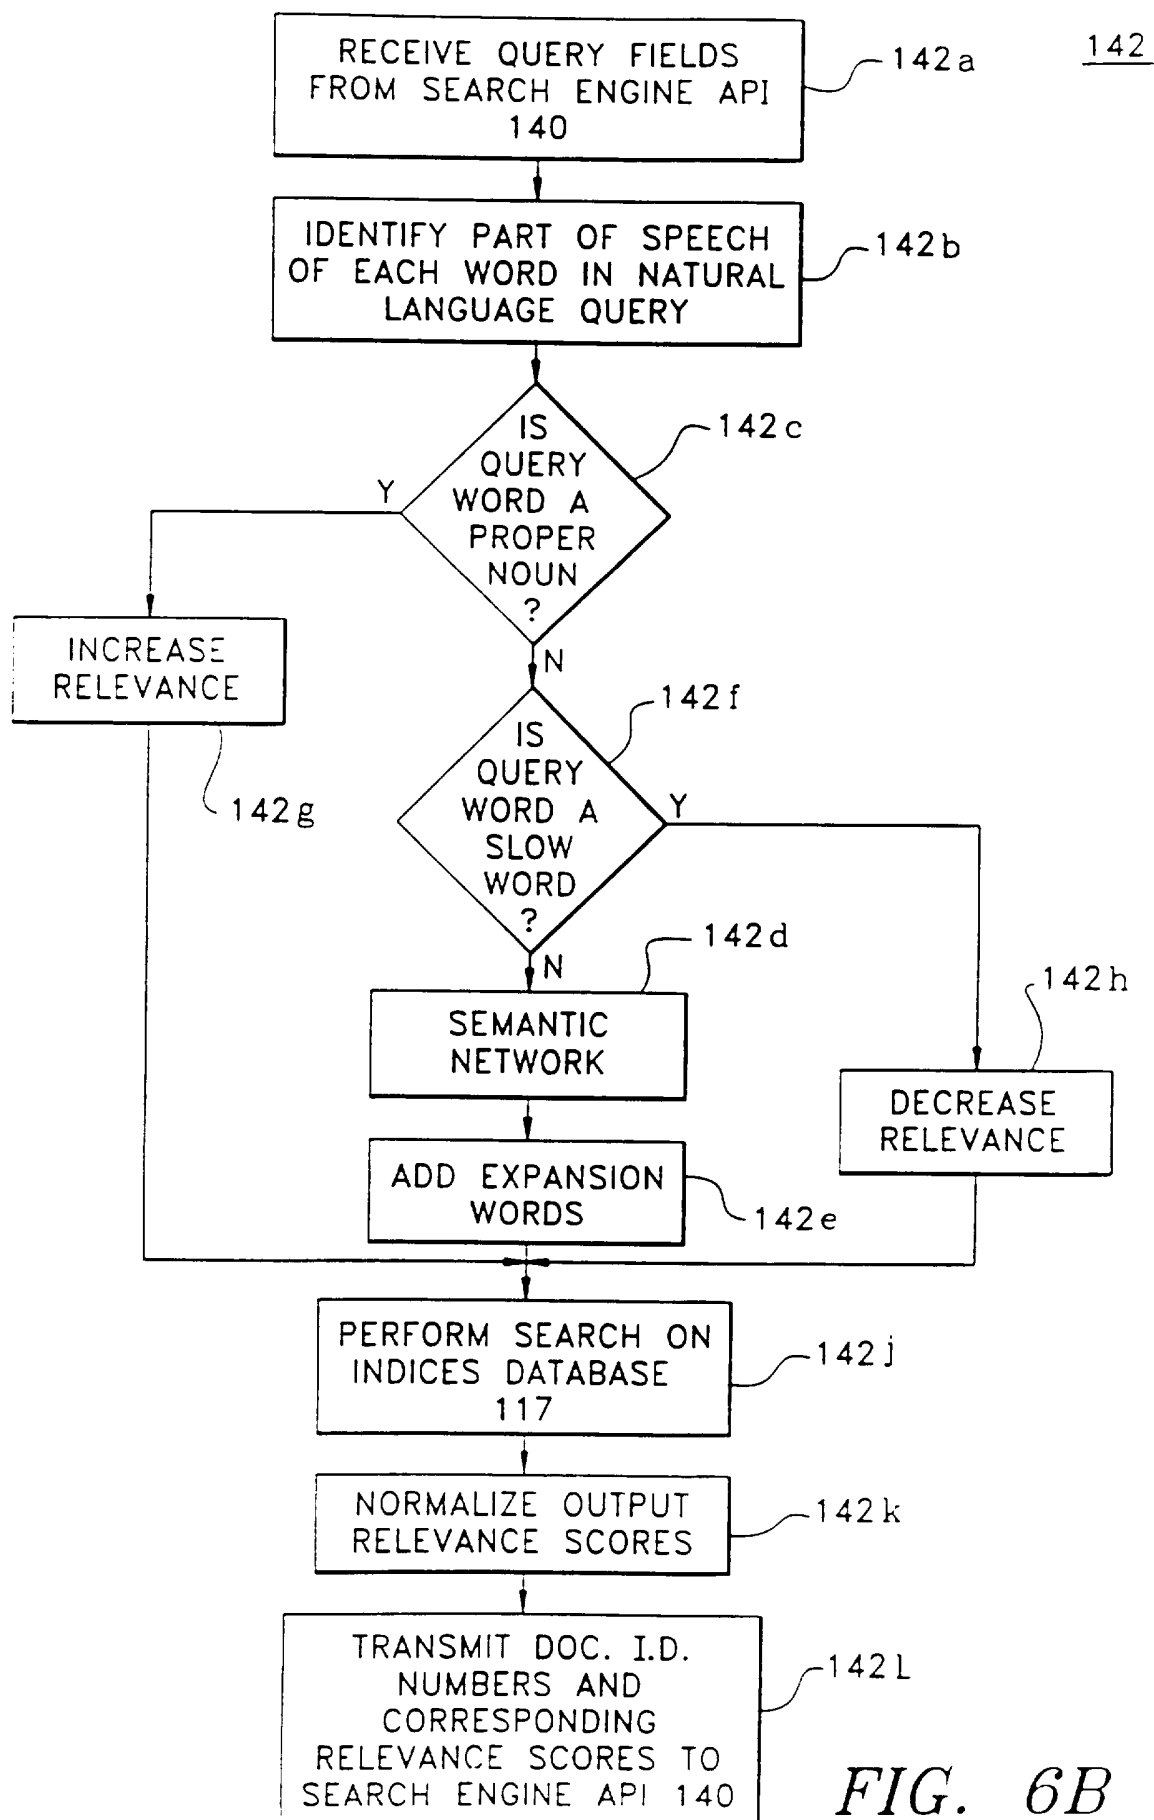 142
RECEIVE QUERY FIELDS
FROM SEARCH ENGINE API
140
142a
IDENTIFY PART OF SPEECH
OF EACH WORD IN NATURAL
LANGUAGE QUERY
142b
IS
QUERY
WORD A
PROPER
NOUN
?
142c
Y
N
INCREASE
RELEVANCE
142g
IS
QUERY
WORD A
SLOW
WORD
?
142f
Y
N
SEMANTIC
NETWORK
142d
DECREASE
RELEVANCE
142h
ADD EXPANSION
WORDS
142e
PERFORM SEARCH ON
INDICES DATABASE
117
142j
NORMALIZE OUTPUT
RELEVANCE SCORES
142k
TRANSMIT DOC. I.D.
NUMBERS AND
CORRESPONDING
RELEVANCE SCORES TO
SEARCH ENGINE API 140
142l
FIG. 6B